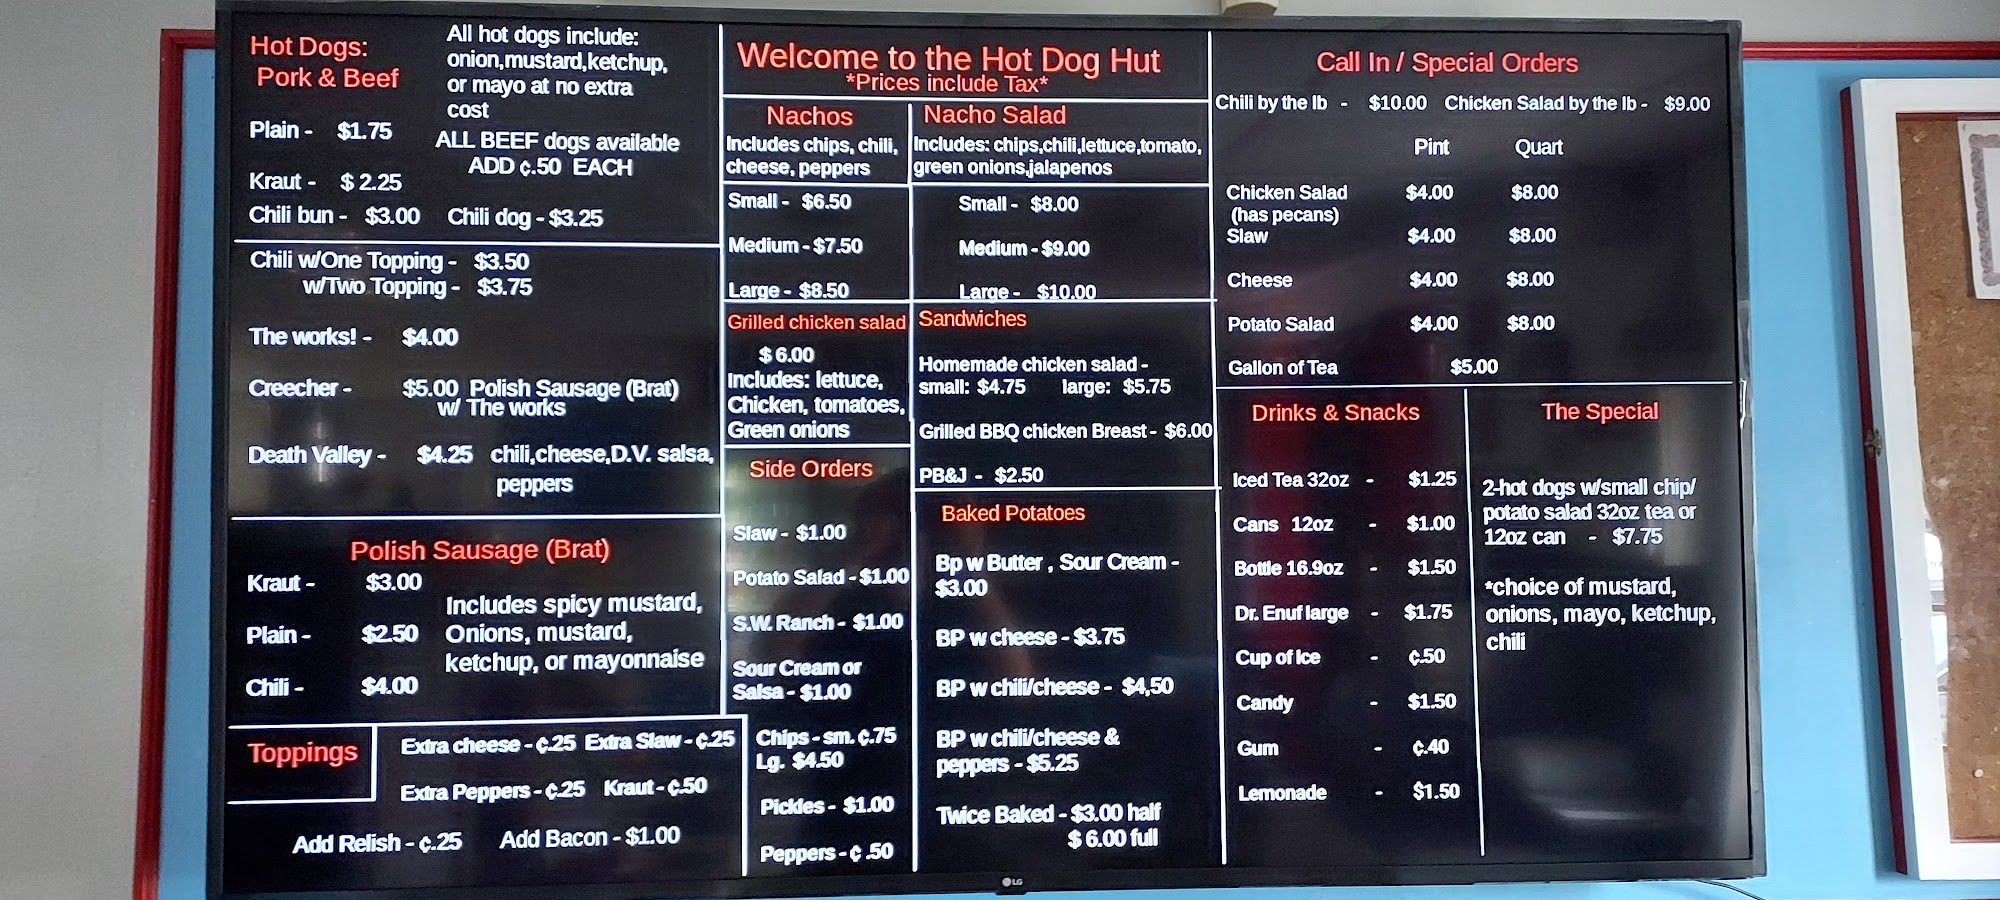 Hot Dogs:
Pork & Beef
All hot dogs include:
onion,mustard,ketchup,
or mayo at no extra
cost
Plain - $1.75
ALL BEEF dogs available
ADD ¢.50 EACH
Kraut - $ 2.25
Chili bun - $3.00 Chili dog - $3.25
Chili w/One Topping - $3.50
w/Two Topping - $3.75
The works! - $4.00
Creecher - $5.00 Polish Sausage (Brat)
w/ The works
Death Valley - $4.25 chili,cheese,D.V. salsa,
peppers
Polish Sausage (Brat)
Kraut - $3.00
Plain - $2.50
Chili - $4.00
Includes spicy mustard,
Onions, mustard,
ketchup, or mayonnaise
Toppings
Extra cheese - ¢.25 Extra Slaw - ¢.25
Extra Peppers - ¢.25 Kraut - ¢.50
Add Relish - ¢.25 Add Bacon - $1.00
Welcome to the Hot Dog Hut
*Prices include Tax*
Nachos
Includes chips, chili,
cheese, peppers
Small - $6.50
Medium - $7.50
Large - $8.50
Nacho Salad
Includes: chips,chili,lettuce,tomato,
green onions,jalapenos
Small - $8.00
Medium - $9.00
Large - $10.00
Grilled chicken salad
$ 6.00
Includes: lettuce,
Chicken, tomatoes,
Green onions
Side Orders
Slaw - $1.00
Potato Salad - $1.00
S.W. Ranch - $1.00
Sour Cream or
Salsa - $1.00
Chips - sm. ¢.75
Lg. $4.50
Pickles - $1.00
Peppers - ¢ .50
Sandwiches
Homemade chicken salad -
small: $4.75 large: $5.75
Grilled BBQ chicken Breast - $6.00
PB&J - $2.50
Baked Potatoes
Bp w Butter , Sour Cream -
$3.00
BP w cheese - $3.75
BP w chili/cheese - $4,50
BP w chili/cheese &
peppers - $5.25
Twice Baked - $3.00 half
$ 6.00 full
Call In / Special Orders
Chili by the lb - $10.00 Chicken Salad by the lb - $9.00
Pint Quart
Chicken Salad $4.00 $8.00
(has pecans)
Slaw $4.00 $8.00
Cheese $4.00 $8.00
Potato Salad $4.00 $8.00
Gallon of Tea $5.00
Drinks & Snacks
Iced Tea 32oz - $1.25
Cans 12oz - $1.00
Bottle 16.9oz - $1.50
Dr. Enuf large - $1.75
Cup of Ice - ¢.50
Candy - $1.50
Gum - ¢.40
Lemonade - $1.50
The Special
2-hot dogs w/small chip/
potato salad 32oz tea or
12oz can - $7.75
*choice of mustard,
onions, mayo, ketchup,
chili
LG